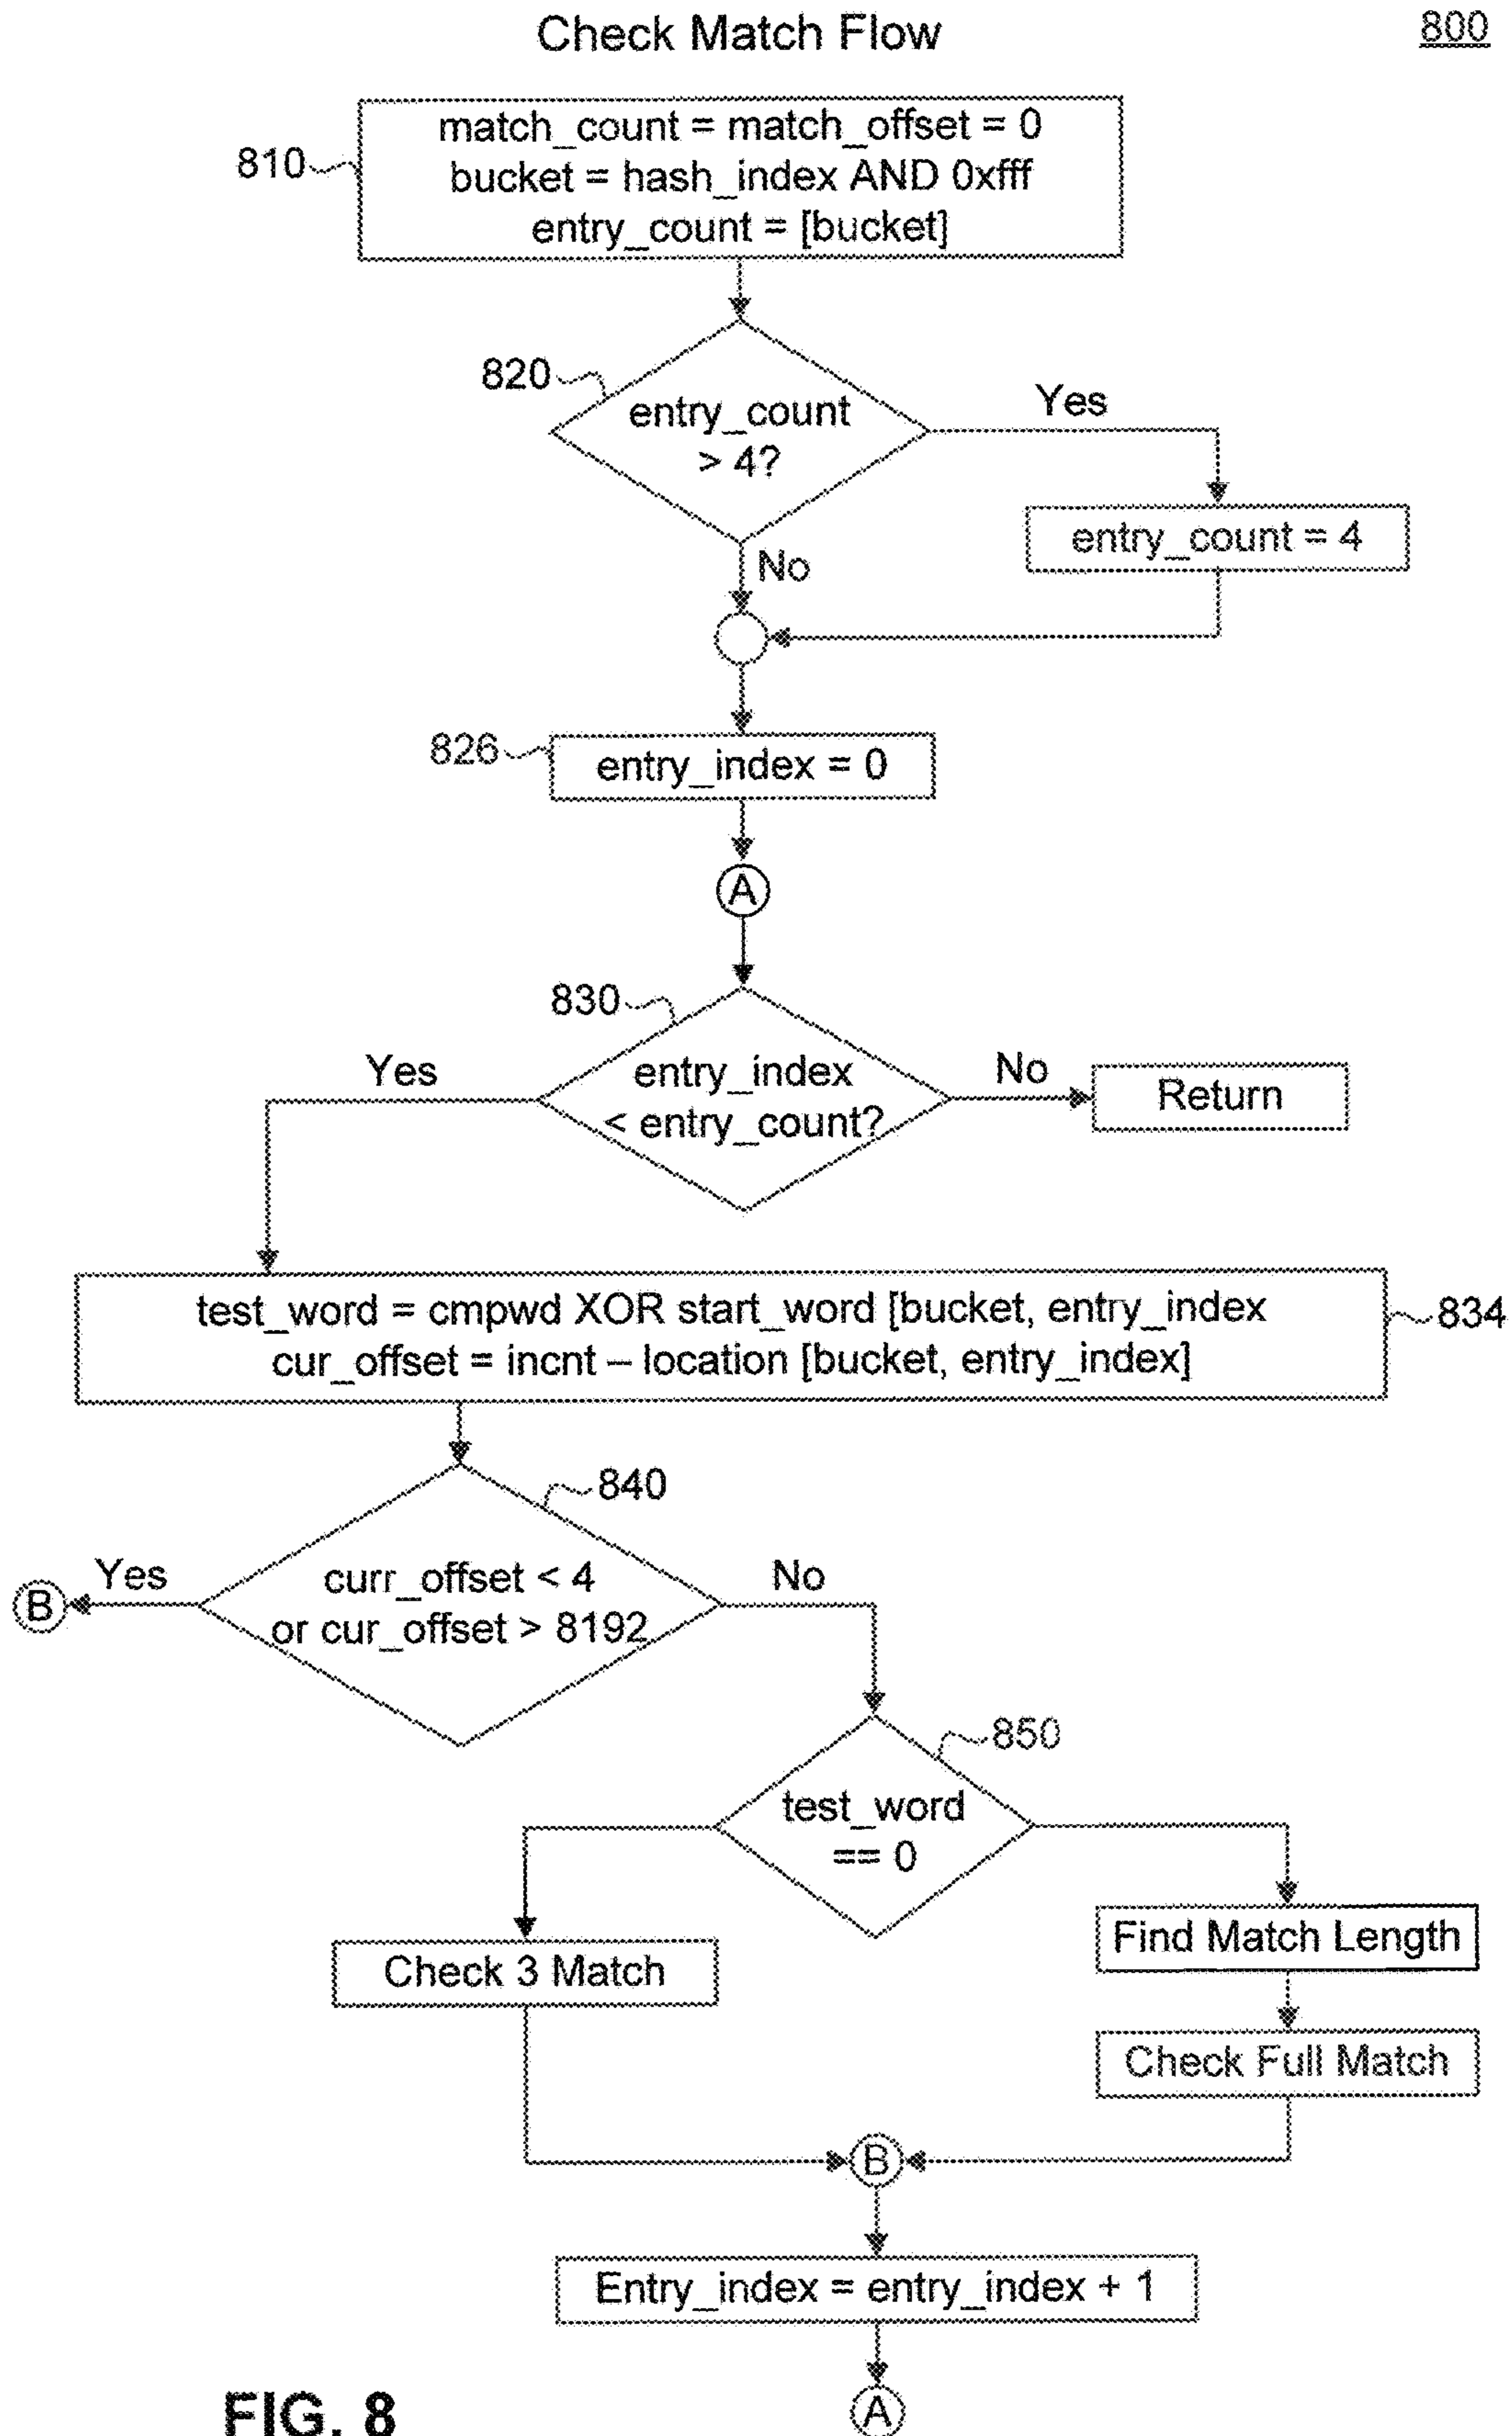 Check Match Flow
800
810
match_count = match_offset = 0
bucket = hash_index AND 0xfff
entry_count = [bucket]
820
entry_count
> 4?
Yes
entry_count = 4
No
826
entry_index = 0
A
830
entry_index
< entry_count?
Yes
No
Return
test_word = cmpwd XOR start_word [bucket, entry_index
cur_offset = incnt – location [bucket, entry_index]
834
840
curr_offset < 4
or cur_offset > 8192
Yes
B
No
850
test_word
== 0
Check 3 Match
Find Match Length
Check Full Match
B
Entry_index = entry_index + 1
A
FIG. 8